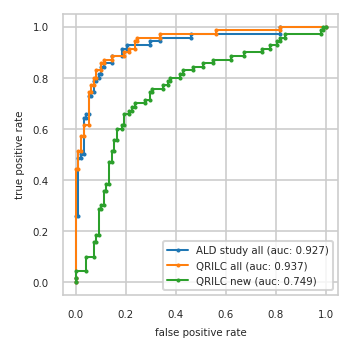 1.0
0.8
0.6
0.4
0.2
0.0
true positive rate
ALD study all (auc: 0.927)
QRILC all (auc: 0.937)
QRILC new (auc: 0.749)
0.0 0.2 0.4 0.6 0.8 1.0
false positive rate